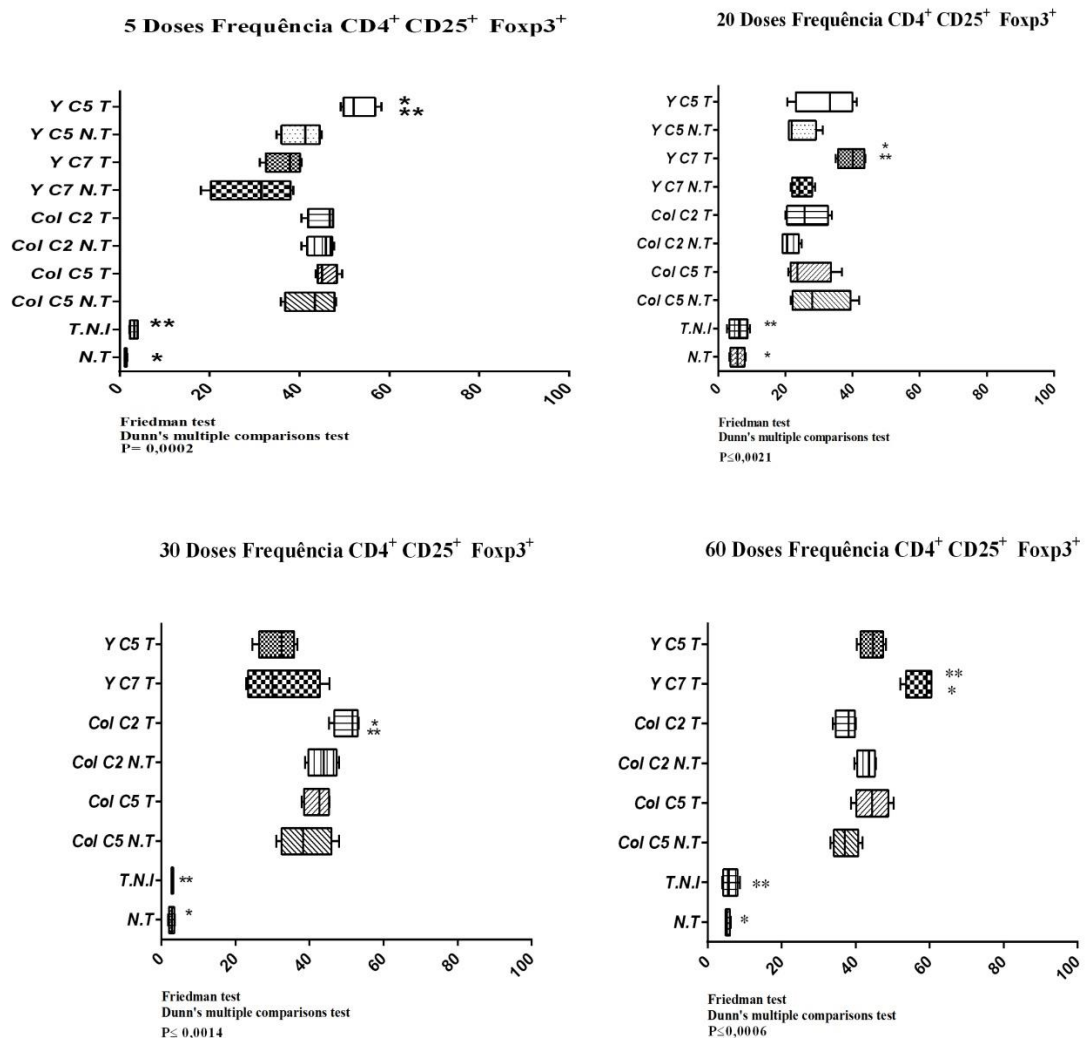 5 Doses Frequência CD4+ CD25+ Foxp3+
Y C5 T
*
**
Y C5 N.T
Y C7 T
Y C7 N.T
Col C2 T
Col C2 N.T
Col C5 T
Col C5 N.T
T.N.I **
N.T *
0 20 40 60 80 100
Friedman test
Dunn's multiple comparisons test
P= 0,0002
20 Doses Frequência CD4+ CD25+ Foxp3+
Y C5 T
Y C5 N.T
Y C7 T
*
**
Y C7 N.T
Col C2 T
Col C2 N.T
Col C5 T
Col C5 N.T
T.N.I **
N.T *
0 20 40 60 80 100
Friedman test
Dunn's multiple comparisons test
P≤0,0021
30 Doses Frequência CD4+ CD25+ Foxp3+
Y C5 T
Y C7 T
Col C2 T
*
**
Col C2 N.T
Col C5 T
Col C5 N.T
T.N.I **
N.T *
0 20 40 60 80 100
Friedman test
Dunn's multiple comparisons test
P≤ 0,0014
60 Doses Frequência CD4+ CD25+ Foxp3+
Y C5 T
Y C7 T
**
*
Col C2 T
Col C2 N.T
Col C5 T
Col C5 N.T
T.N.I **
N.T *
0 20 40 60 80 100
Friedman test
Dunn's multiple comparisons test
P≤0,0006